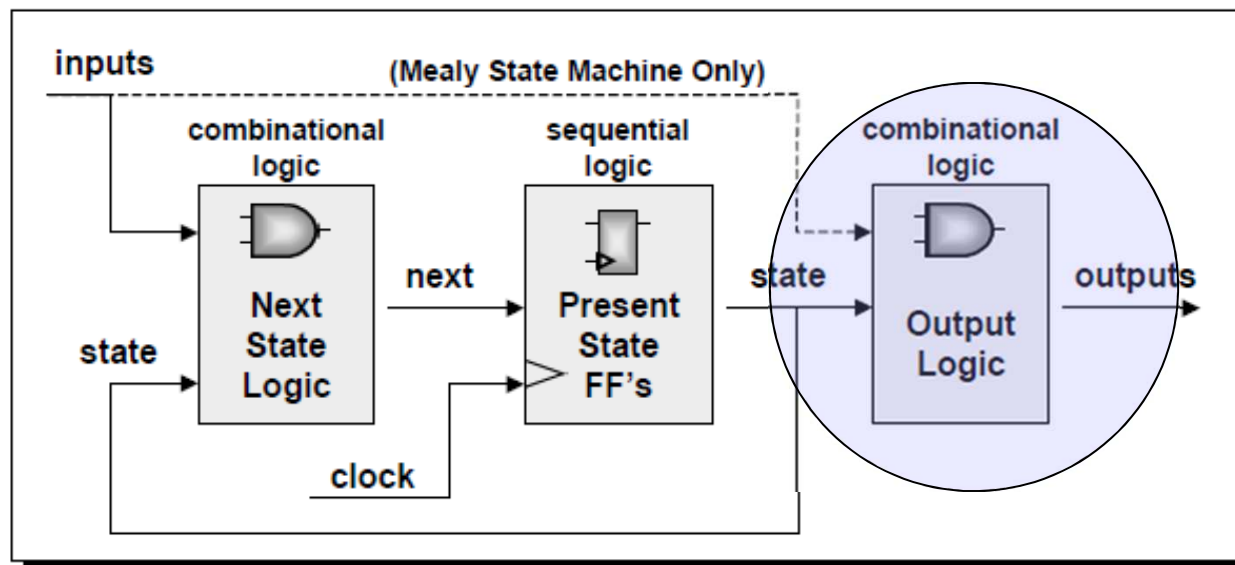 inputs
(Mealy State Machine Only)
combinational
logic
sequential
logic
combinational
logic
next
state
outputs
Next
State
Logic
Present
State
FF's
Output
Logic
state
clock